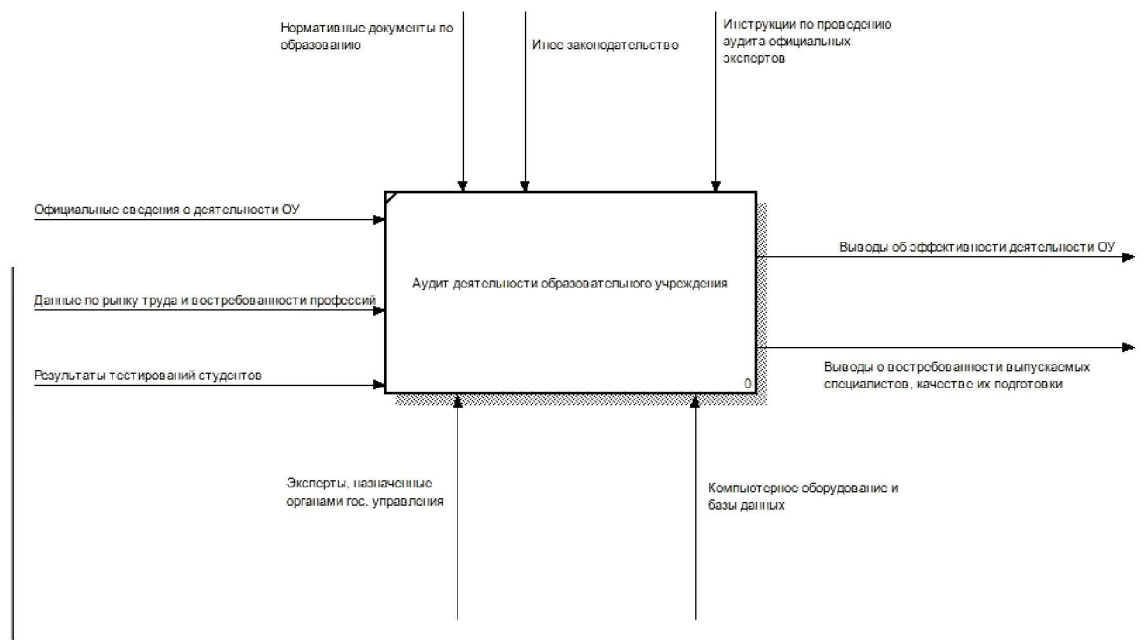 Нормативные документы по
образованию
Иное законодательство
Инструкции по проведению
аудита официальных
экспертов
Официальные сведения о деятельности ОУ
Данные по рынку труда и востребованности профессий
Результаты тестирований студентов
Аудит деятельности образовательного учреждения
0
Выводы об эффективности деятельности ОУ
Выводы о востребованности выпускаемых
специалистов, качестве их подготовки
Эксперты, назначенные
органами гос. управления
Компьютерное оборудование и
базы данных